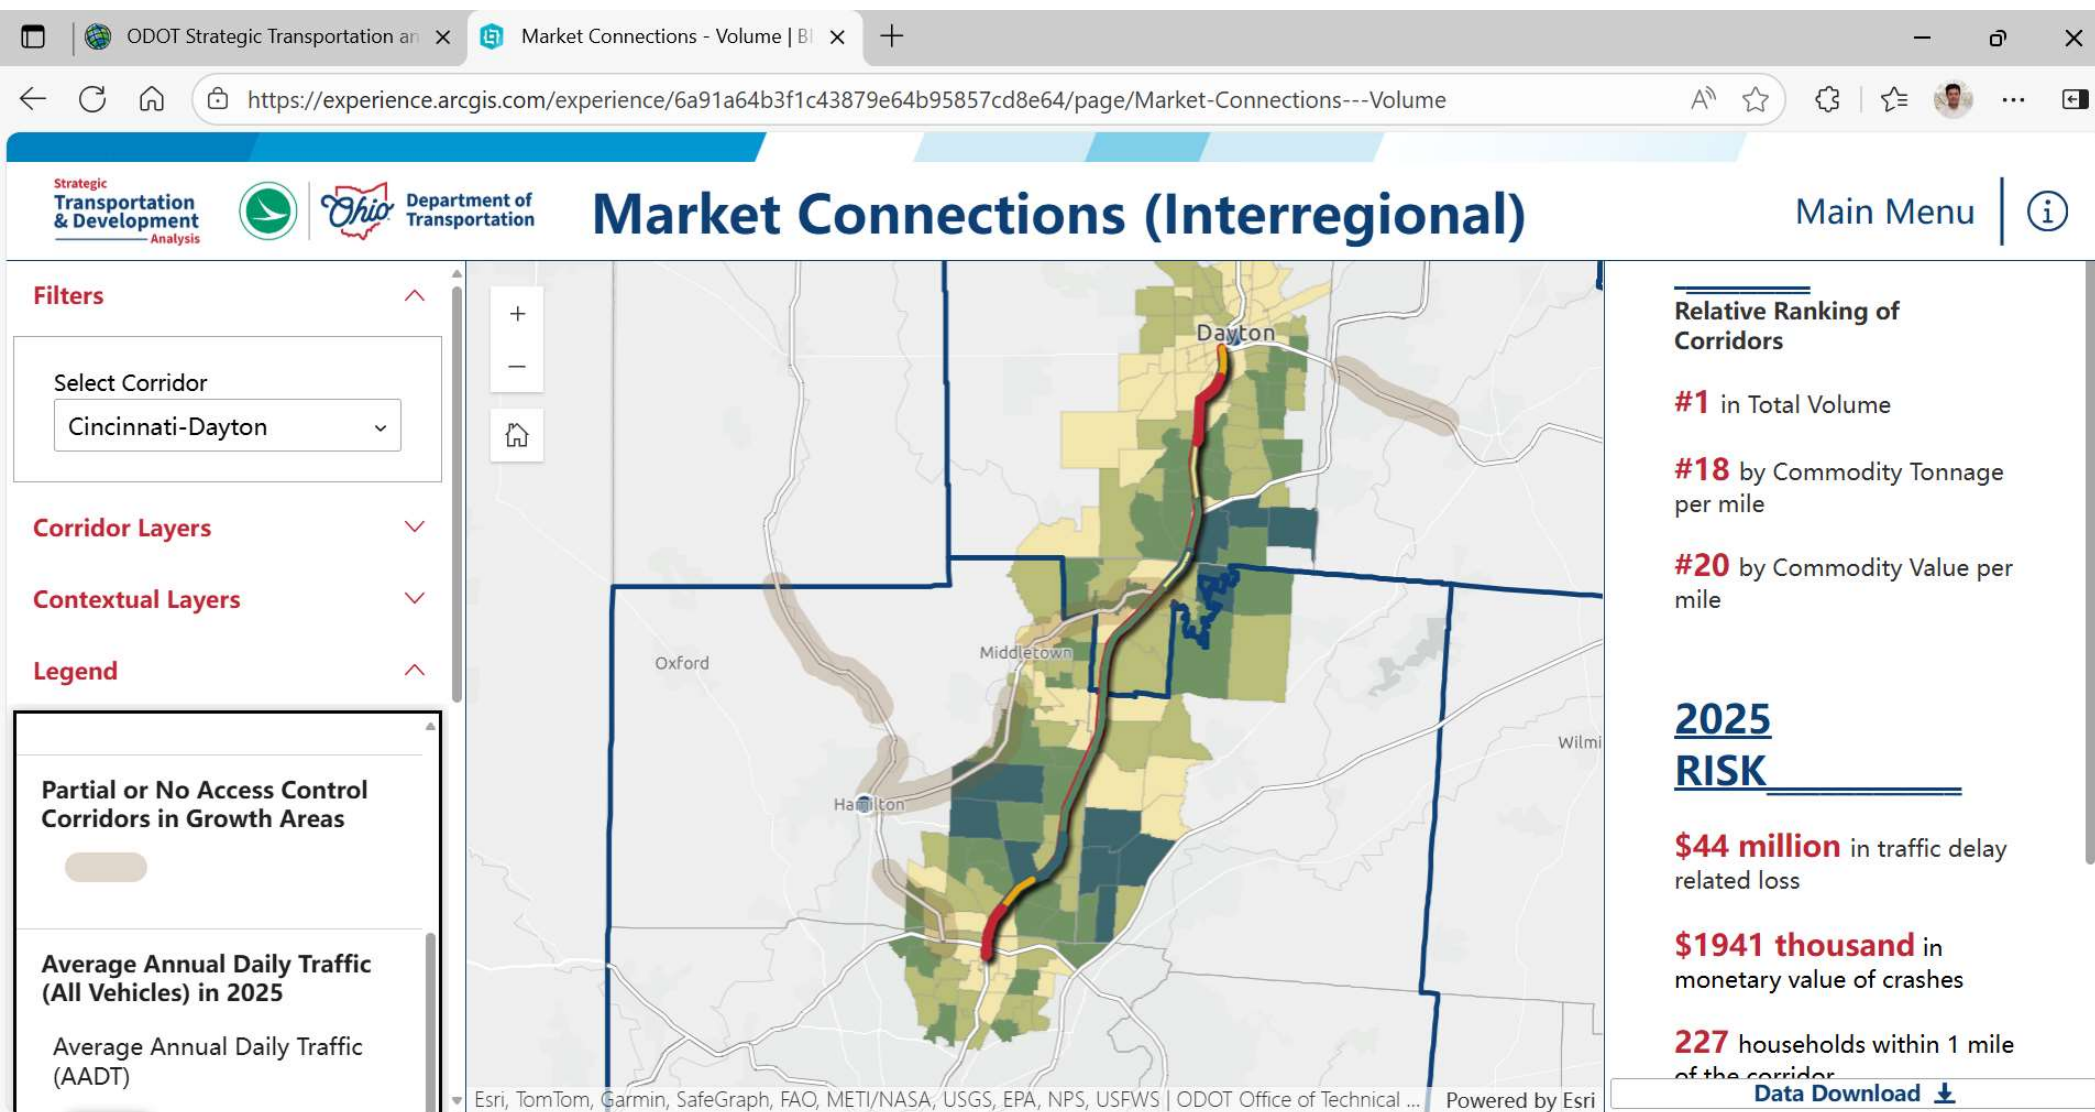 ODOT Strategic Transportation an
Market Connections - Volume | Bl
https://experience.arcgis.com/experience/6a91a64b3f1c43879e64b95857cd8e64/page/Market-Connections---Volume
Strategic
Transportation
& Development
Analysis
Ohio
Department of
Transportation
Market Connections (Interregional)
Main Menu
Filters
Select Corridor
Cincinnati-Dayton
Corridor Layers
Contextual Layers
Legend
Partial or No Access Control
Corridors in Growth Areas
Average Annual Daily Traffic
(All Vehicles) in 2025
Average Annual Daily Traffic
(AADT)
Dayton
Oxford
Middletown
Hamilton
Wilmi
Esri, TomTom, Garmin, SafeGraph, FAO, METI/NASA, USGS, EPA, NPS, USFWS | ODOT Office of Technical ...
Powered by Esri
Relative Ranking of
Corridors
#1 in Total Volume
#18 by Commodity Tonnage
per mile
#20 by Commodity Value per
mile
2025
RISK
$44 million in traffic delay
related loss
$1941 thousand in
monetary value of crashes
227 households within 1 mile
of the corridor
Data Download